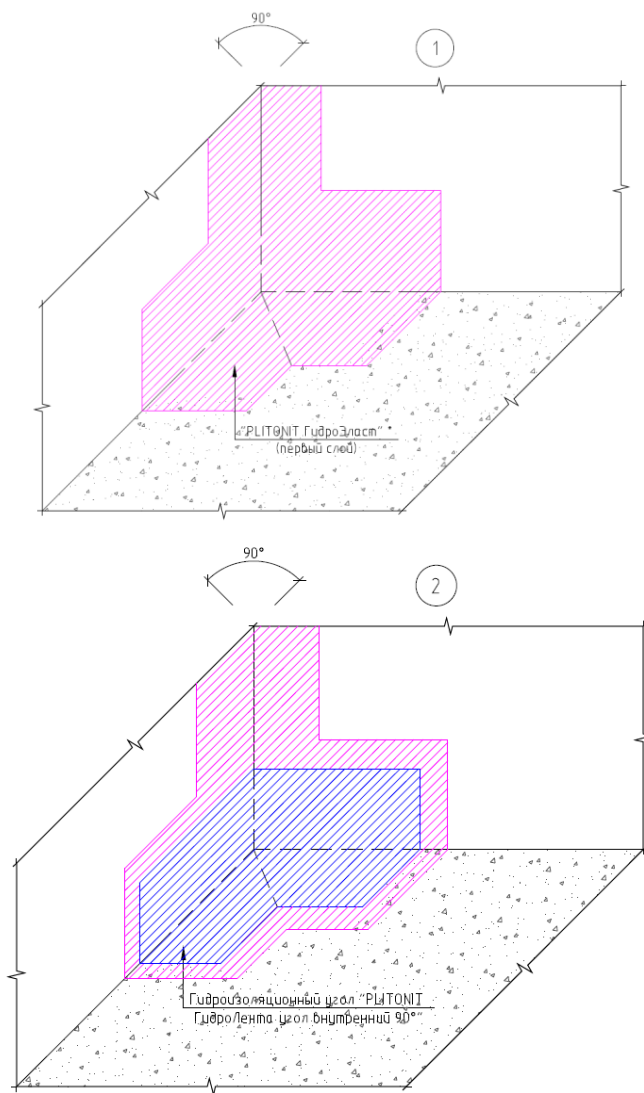 90°
1
"PLITONIT ГидроЭласт" *
(первый слой)
90°
2
Гидроизоляционный угол "PLITONIT
ГидроЛента угол внутренний 90°"